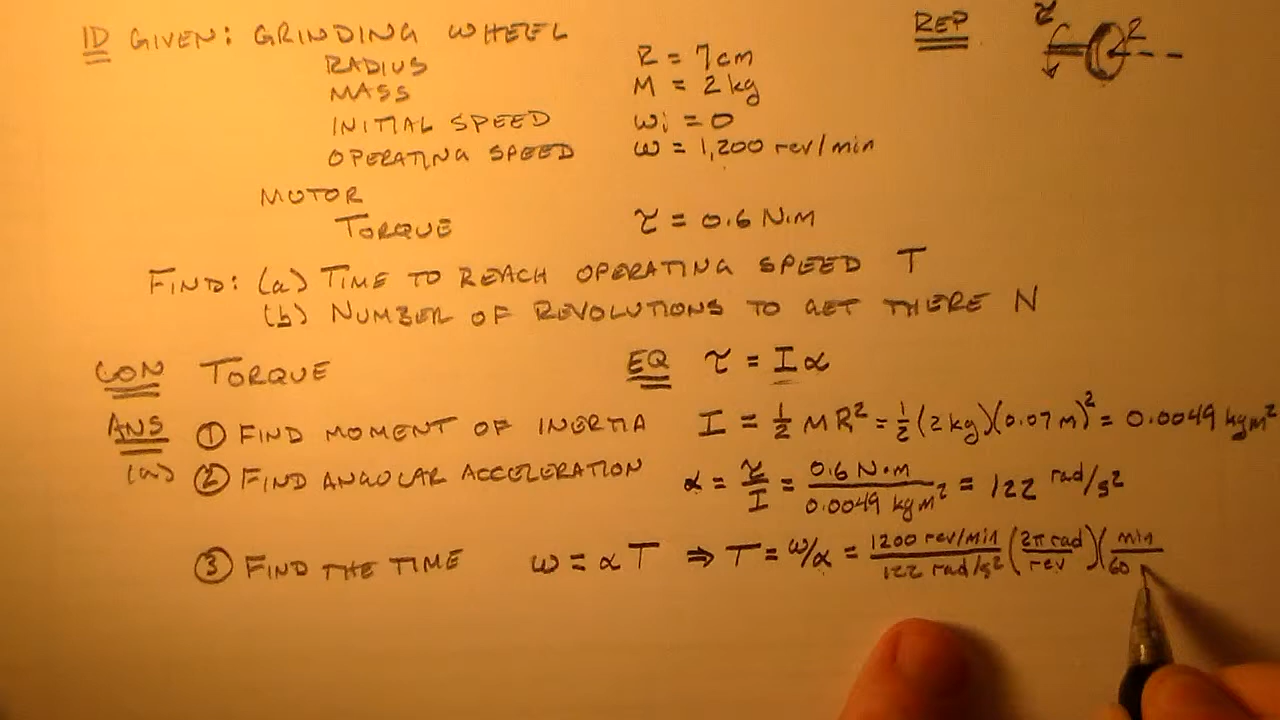 ID GIVEN: GRINDING WHEEL
RADIUS R = 7cm
MASS M = 2 kg
INITIAL SPEED ωi = 0
OPERATING SPEED ω = 1,200 rev/min
MOTOR
TORQUE τ = 0.6 N·M
FIND: (a) TIME TO REACH OPERATING SPEED T
(b) NUMBER OF REVOLUTIONS TO GET THERE N
REP
τ R
CON TORQUE EQ τ = Iα
ANS ① FIND MOMENT OF INERTIA I = 1/2 MR² = 1/2 (2 kg)(0.07 m)² = 0.0049 kgm²
(a) ② FIND ANGULAR ACCELERATION α = τ/I = 0.6 N·m / 0.0049 kgm² = 122 rad/s²
③ FIND THE TIME ω = αT ⇒ T = ω/α = 1200 rev/min / 122 rad/s² (2π rad / rev)(min / 60